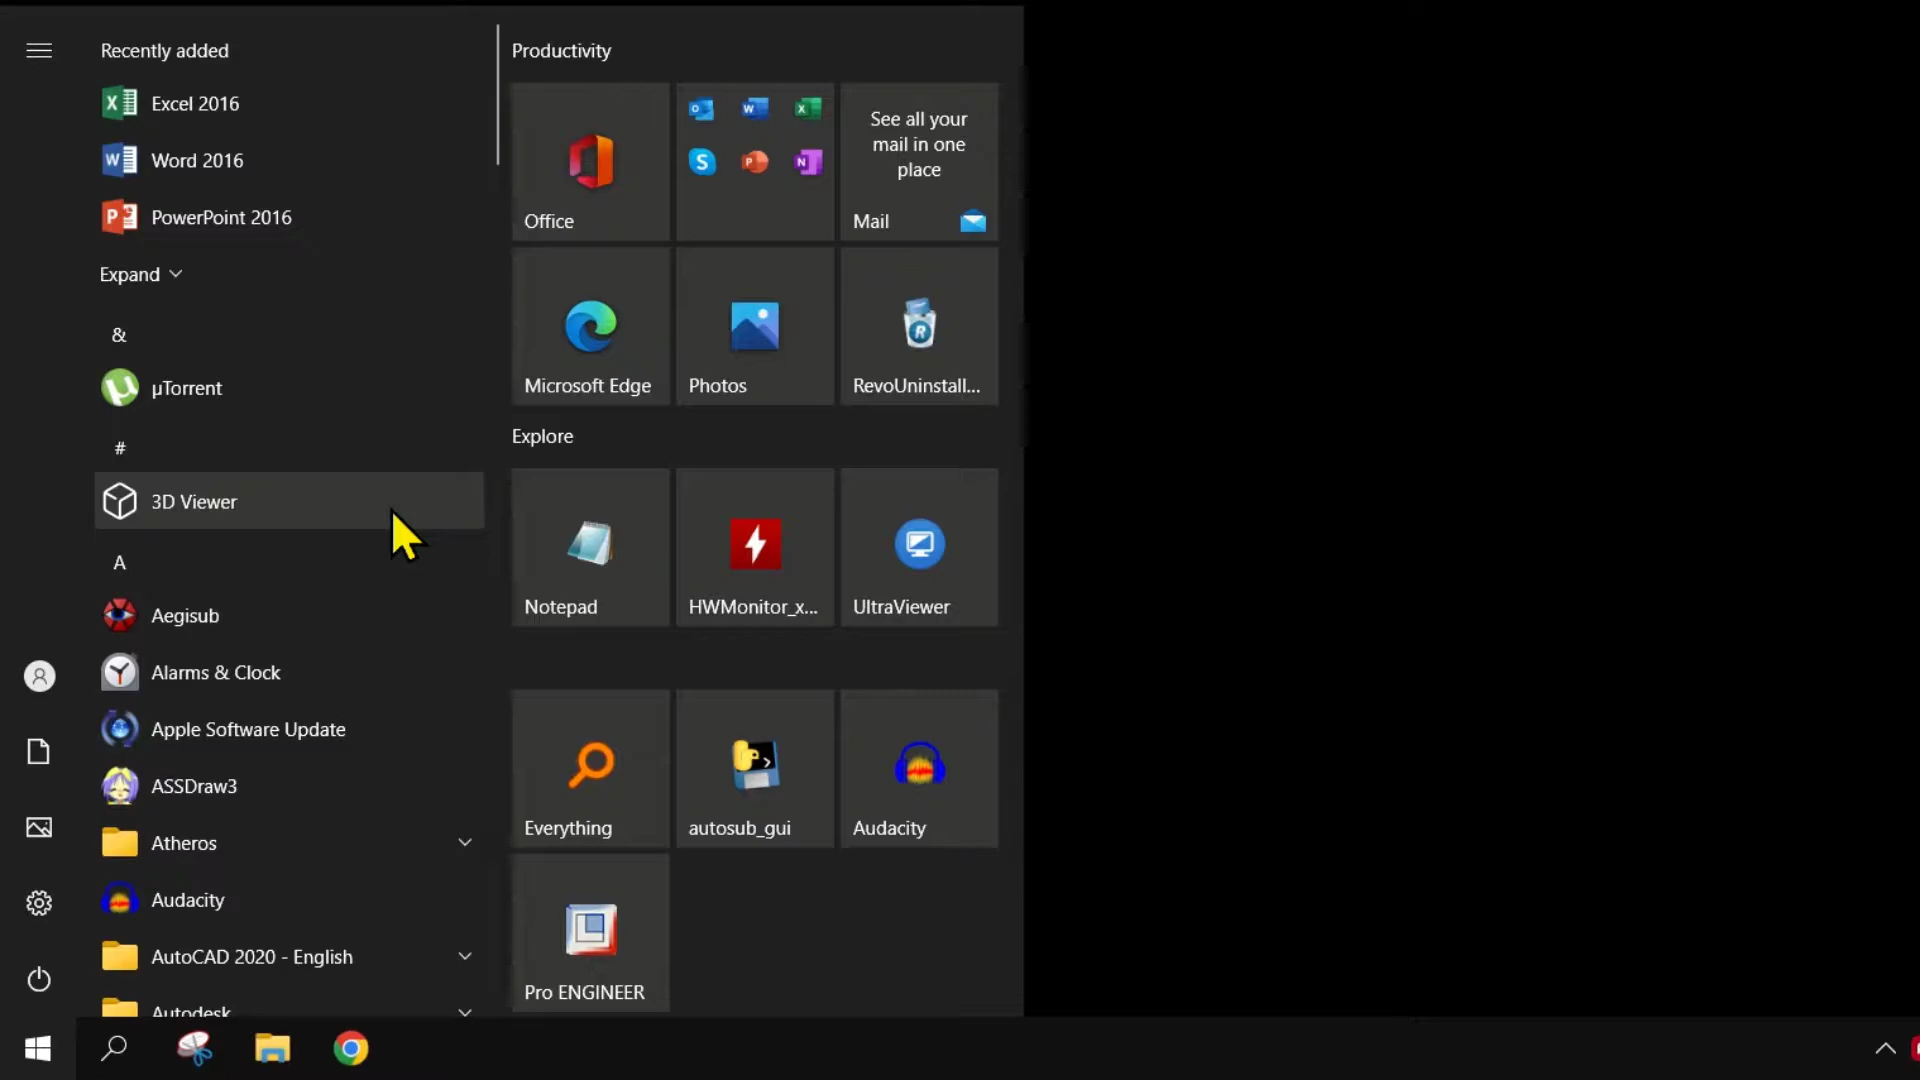 Recently added
Excel 2016
Word 2016
PowerPoint 2016
Expand
&
µTorrent
#
3D Viewer
A
Aegisub
Alarms & Clock
Apple Software Update
ASSDraw3
Atheros
Audacity
AutoCAD 2020 - English
Autodesk
Productivity
Office
See all your
mail in one
place
Mail
Microsoft Edge
Photos
RevoUninstall...
Explore
Notepad
HWMonitor_x...
UltraViewer
Everything
autosub_gui
Audacity
Pro ENGINEER